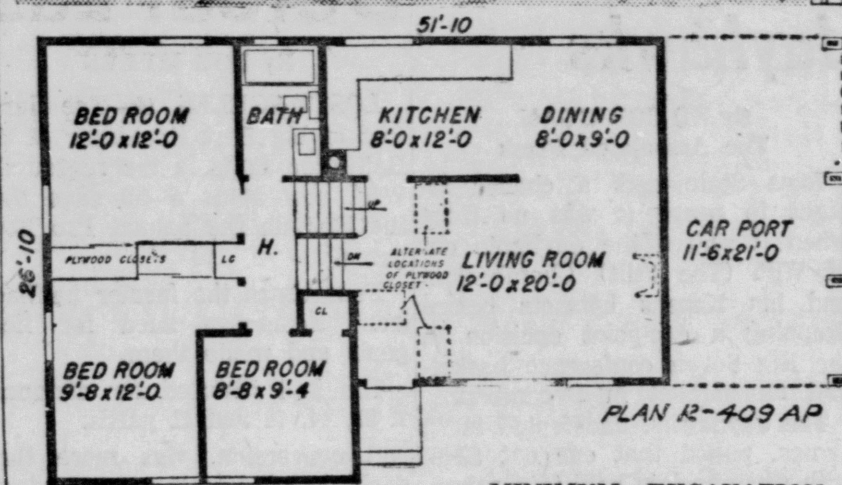 51'-10
BED ROOM
12'-0 x 12'-0
BATH
KITCHEN
8'-0 x 12'-0
DINING
8'-0 x 9'-0
UP
CAR PORT
11'-6 x 21'-0
26'-10
PLYWOOD CLOSETS
LC
H.
DN
ALTERNATE
LOCATIONS
OF PLYWOOD
CLOSET
LIVING ROOM
12'-0 x 20'-0
CL
BED ROOM
9'-8 x 12'-0
BED ROOM
8'-8 x 9'-4
PLAN 12-409 AP